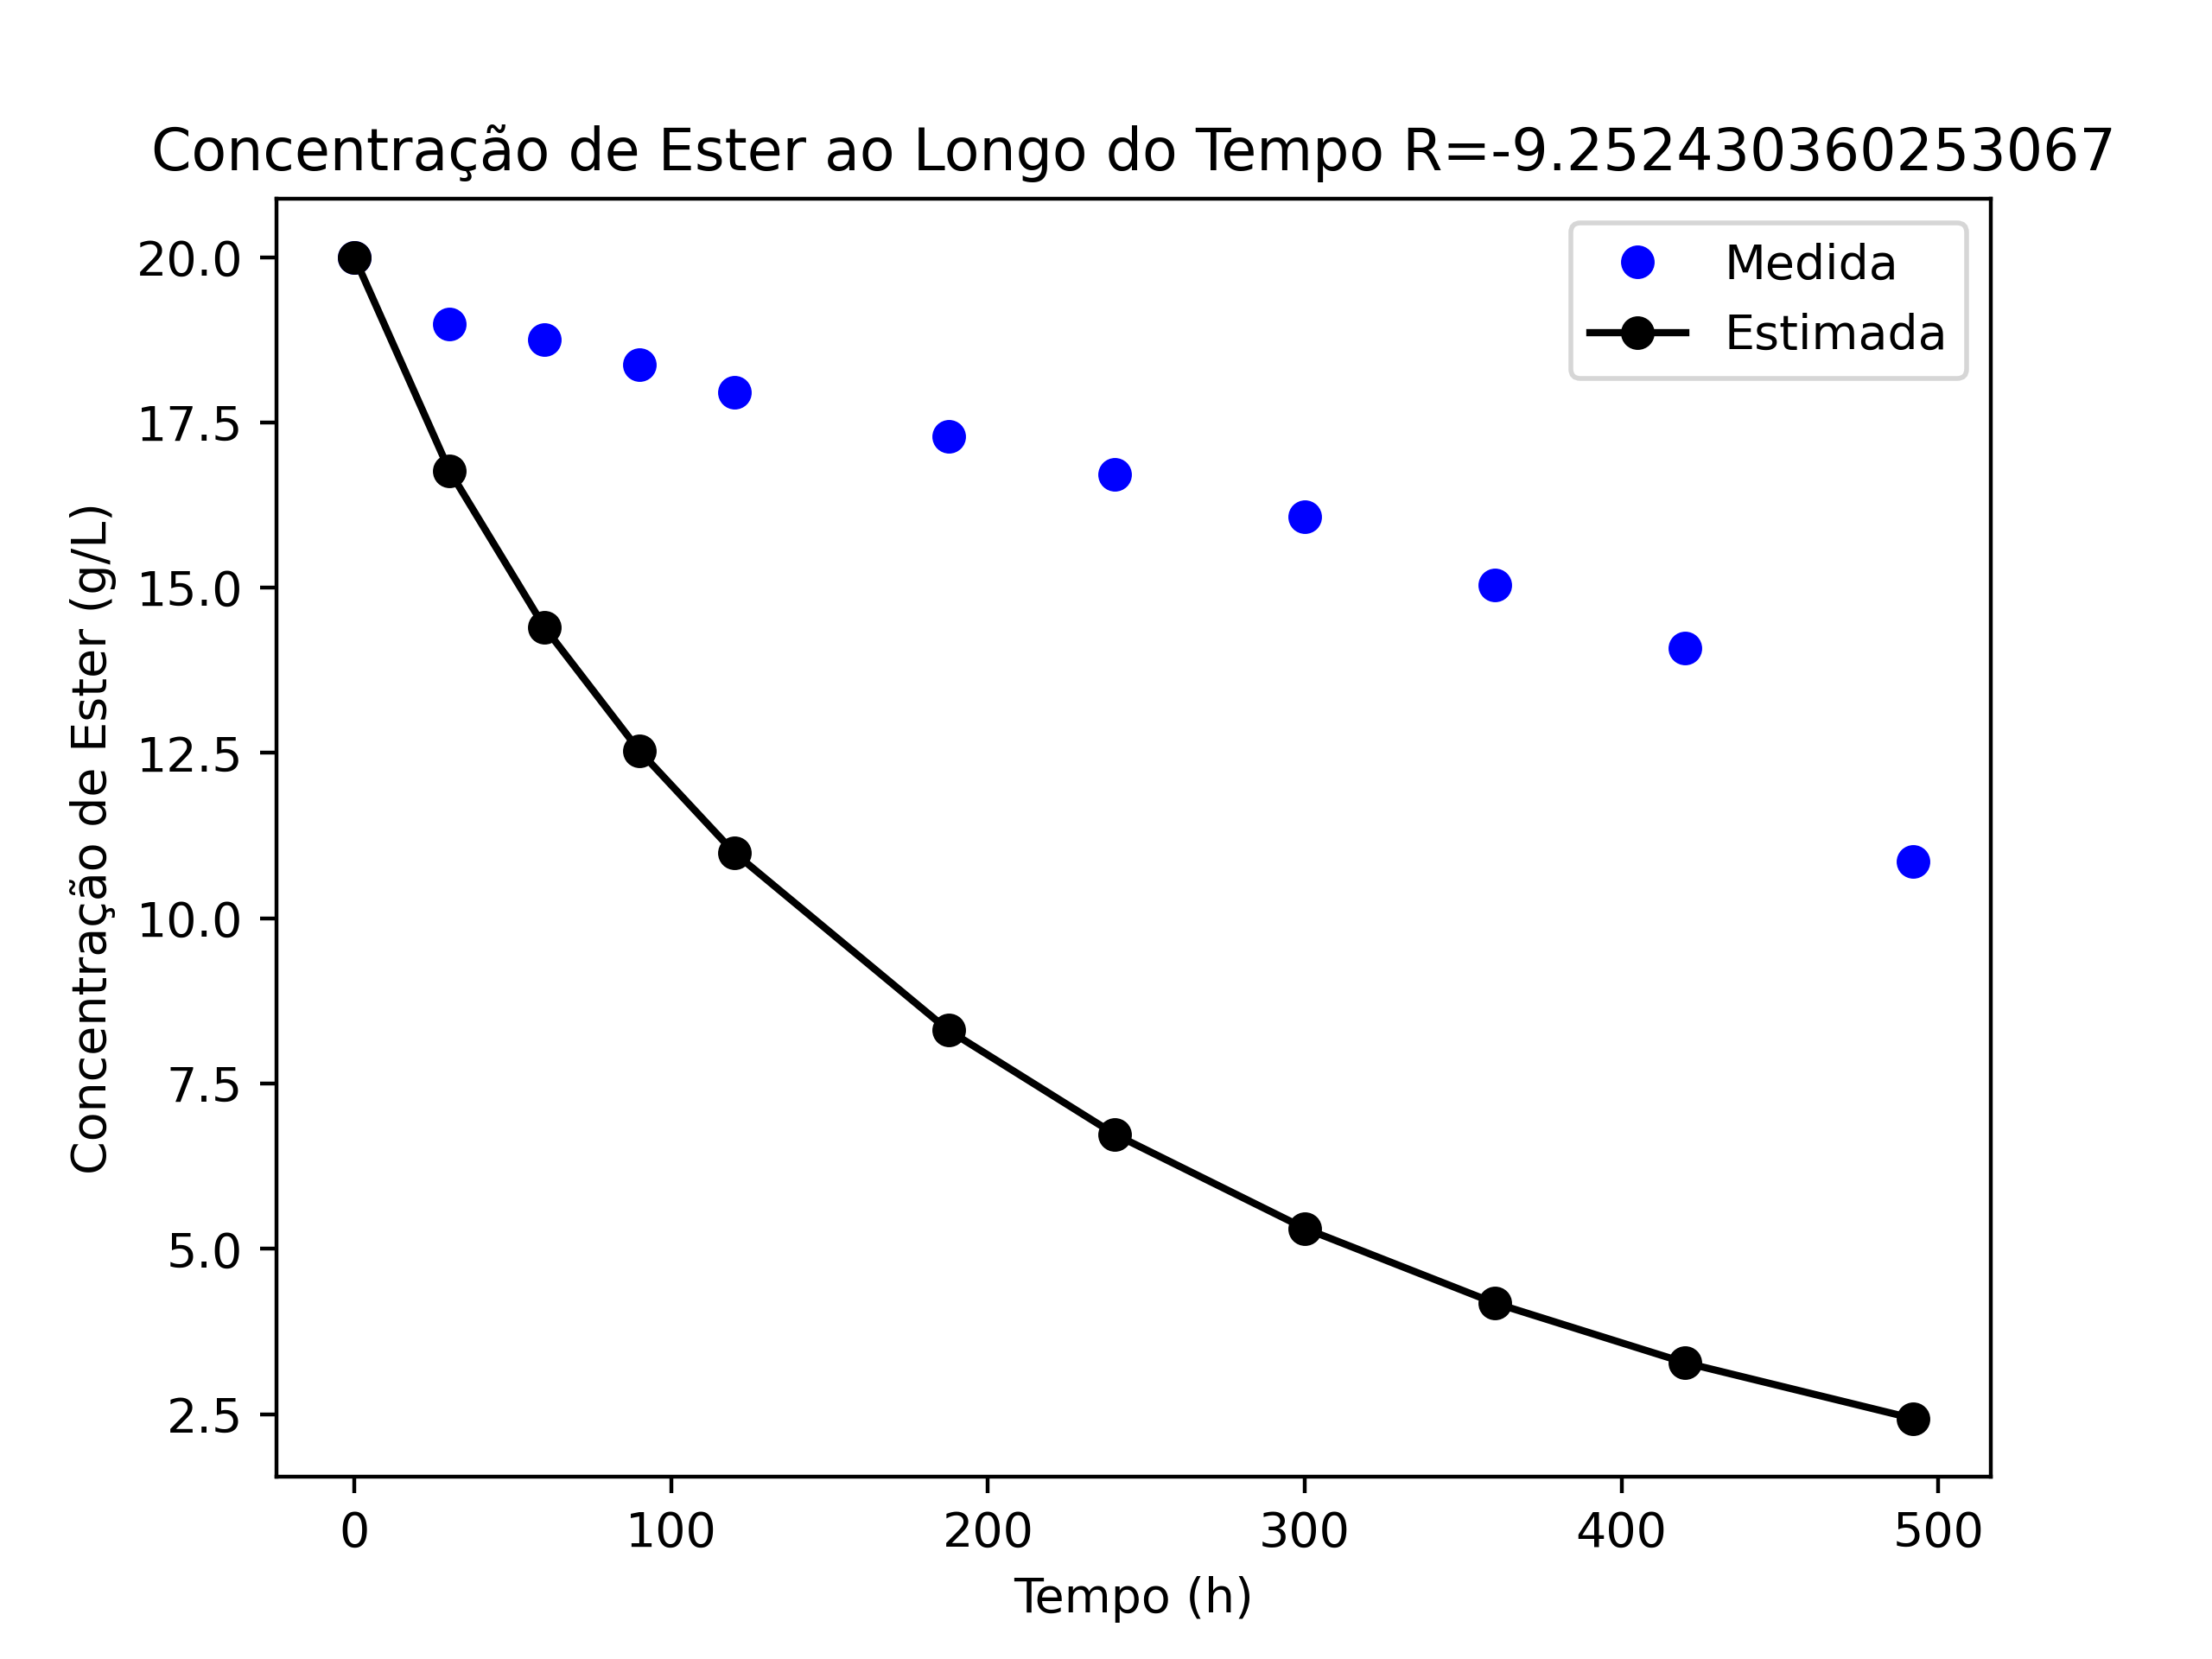 Concentração de Ester ao Longo do Tempo R=-9.252430360253067
Medida
Estimada
Concentração de Ester (g/L)
20.0
17.5
15.0
12.5
10.0
7.5
5.0
2.5
0 100 200 300 400 500
Tempo (h)